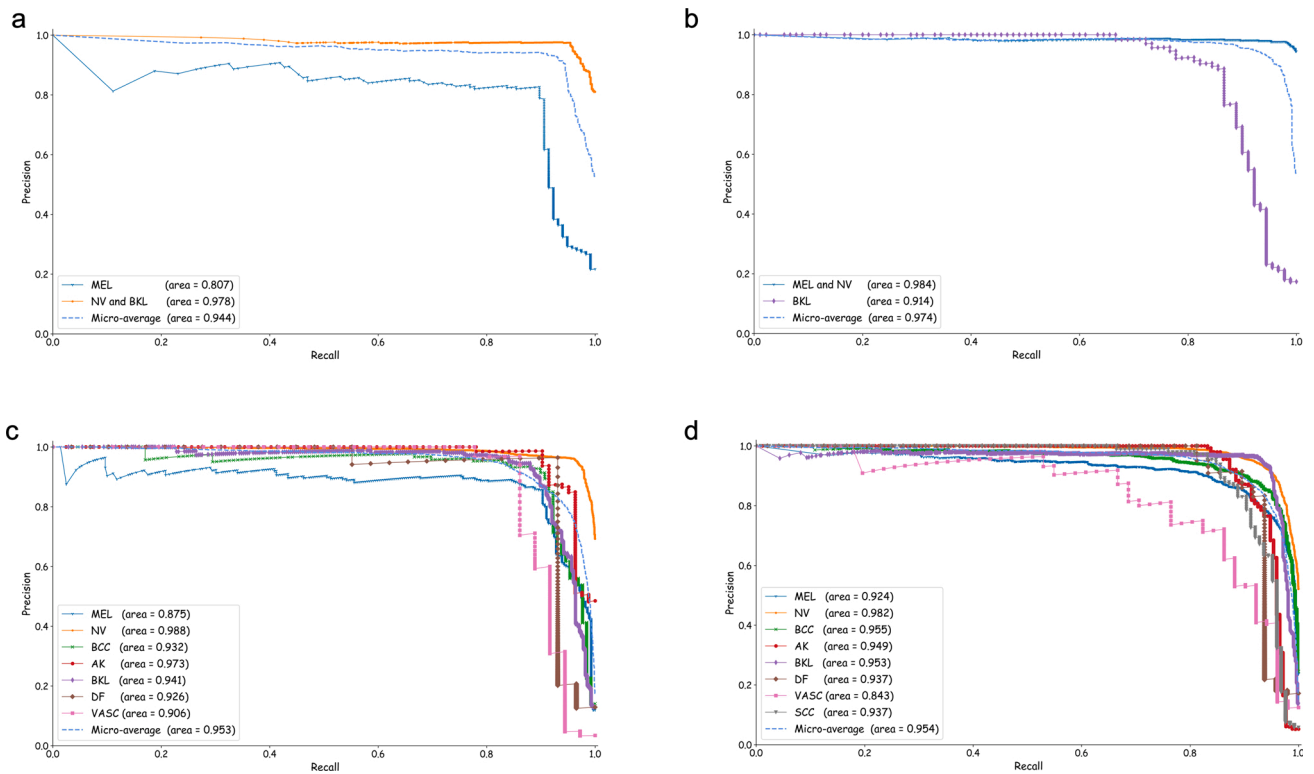 a
1.0
0.8
0.6
0.4
0.2
0.0
Precision
MEL (area = 0.807)
NV and BKL (area = 0.978)
Micro-average (area = 0.944)
0.0 0.2 0.4 0.6 0.8 1.0
Recall
b
1.0
0.8
0.6
0.4
0.2
0.0
Precision
MEL and NV (area = 0.984)
BKL (area = 0.914)
Micro-average (area = 0.974)
0.0 0.2 0.4 0.6 0.8 1.0
Recall
c
1.0
0.8
0.6
0.4
0.2
0.0
Precision
MEL (area = 0.875)
NV (area = 0.988)
BCC (area = 0.932)
AK (area = 0.973)
BKL (area = 0.941)
DF (area = 0.926)
VASC (area = 0.906)
Micro-average (area = 0.953)
0.0 0.2 0.4 0.6 0.8 1.0
Recall
d
1.0
0.8
0.6
0.4
0.2
0.0
Precision
MEL (area = 0.924)
NV (area = 0.982)
BCC (area = 0.955)
AK (area = 0.949)
BKL (area = 0.953)
DF (area = 0.937)
VASC (area = 0.843)
SCC (area = 0.937)
Micro-average (area = 0.954)
0.0 0.2 0.4 0.6 0.8 1.0
Recall